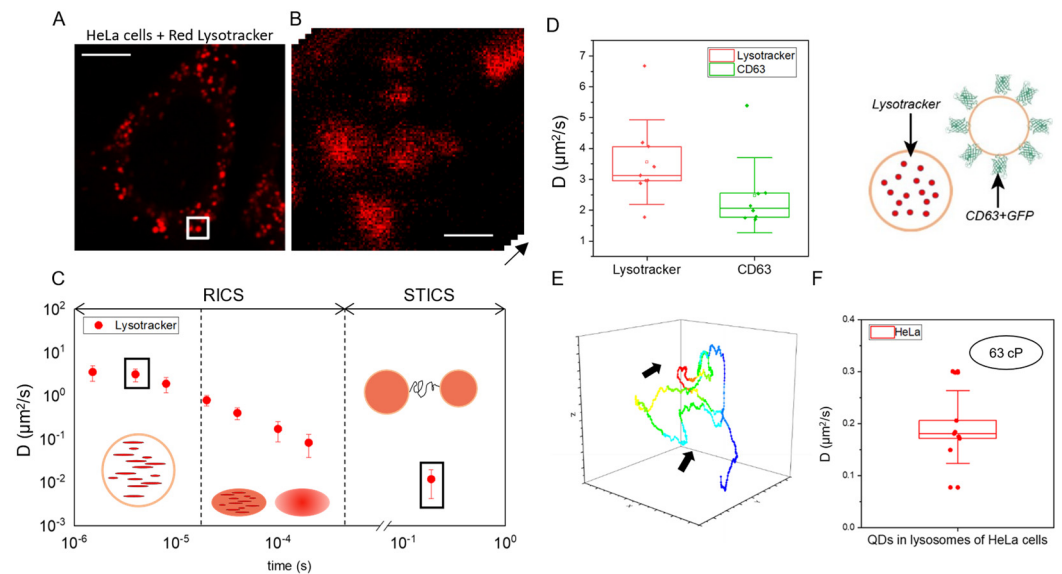 A
HeLa cells + Red Lysotracker
B
C
RICS
STICS
Lysotracker
D (µm²/s)
10²
10¹
10⁰
10⁻¹
10⁻²
10⁻³
10⁻⁶
10⁻⁵
10⁻⁴
10⁻¹
10⁰
time (s)
D
Lysotracker
CD63
D (µm²/s)
7
6
5
4
3
2
1
Lysotracker
CD63
Lysotracker
CD63+GFP
E
z
x
F
HeLa
63 cP
D (µm²/s)
0.4
0.3
0.2
0.1
0.0
QDs in lysosomes of HeLa cells